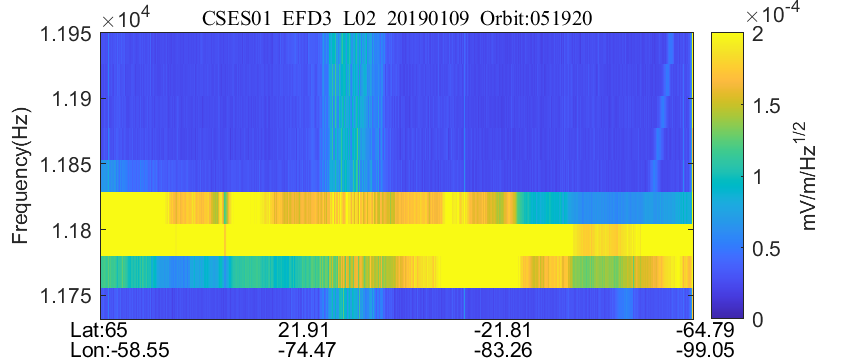 CSES01 EFD3 L02 20190109 Orbit:051920
×10⁴
×10⁻⁴
1.195
1.19
1.185
1.18
1.175
Frequency(Hz)
2
1.5
1
0.5
0
mV/m/Hz^1/2
Lat:65 21.91 -21.81 -64.79
Lon:-58.55 -74.47 -83.26 -99.05